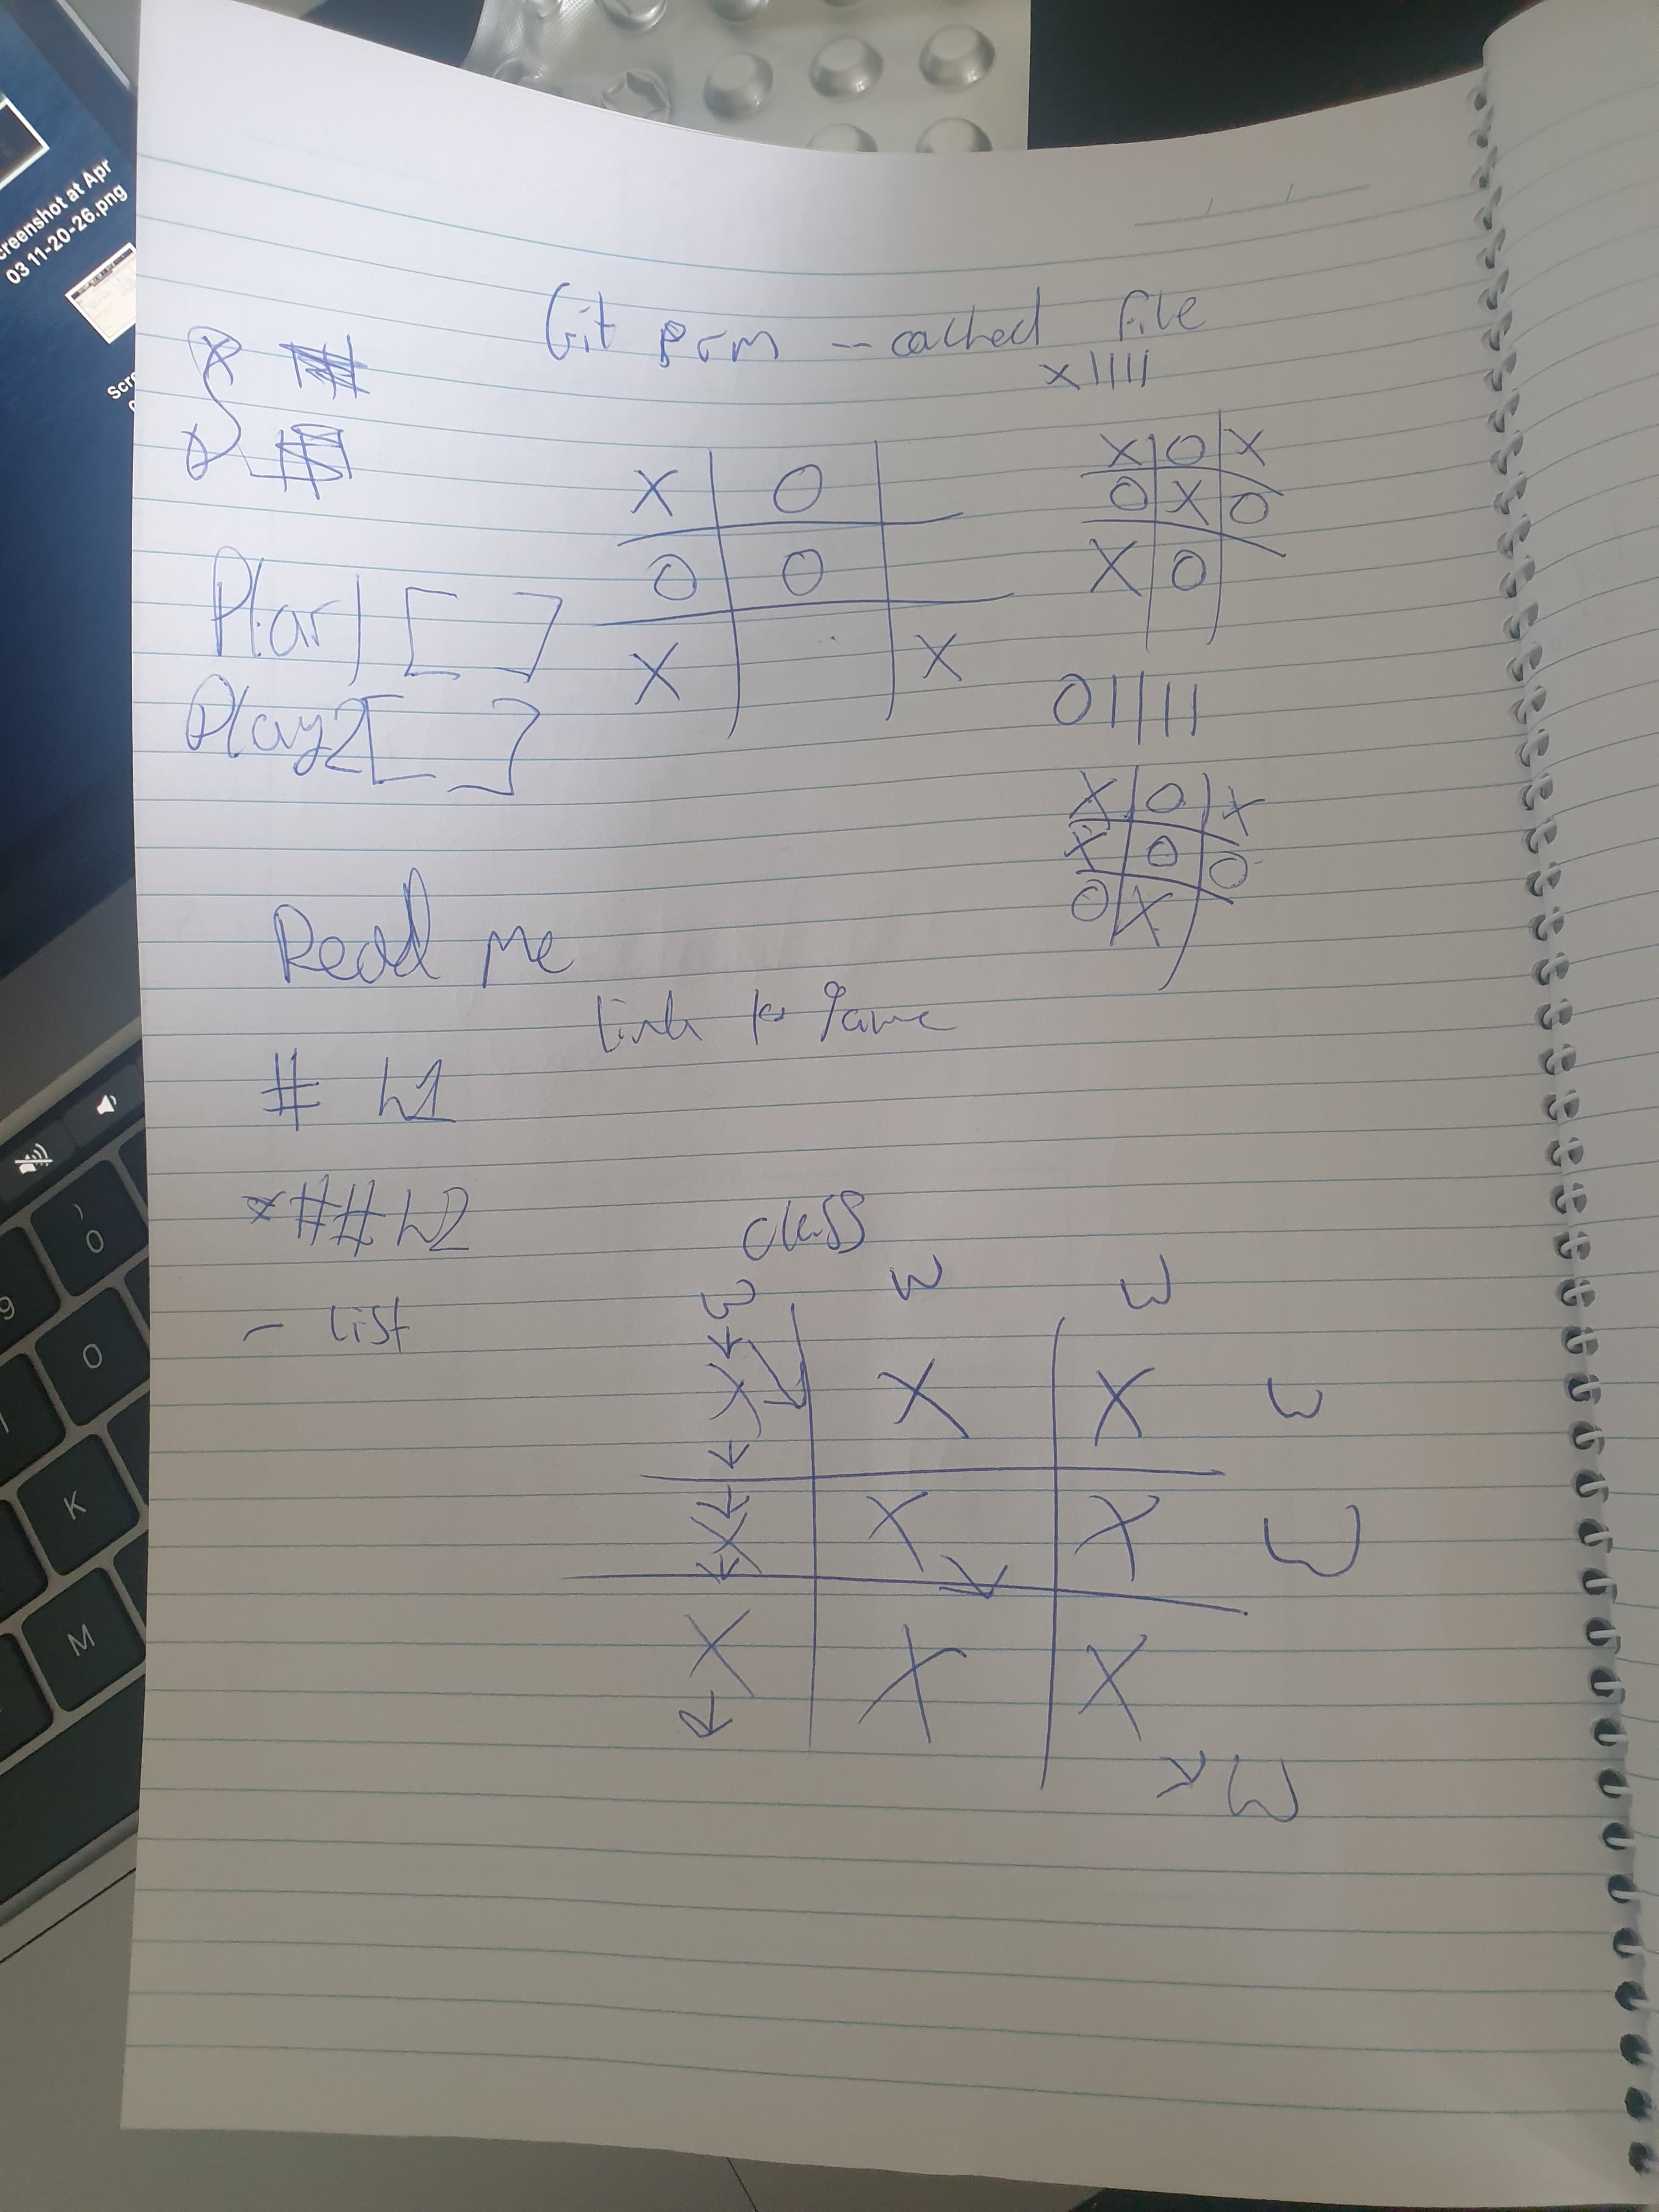 creenshot at Apr
03 11-20-26.png
Scre
Git rm --cached file
X ||||
X O X
O X O
X O
X O
O O
X X
Play1 [ ]
Play2 [ ]
O ||||
X O X
X O O
O X
Read me
link to game
# h1
## h2
- list
class
W W W
X X X W
X X X W
X X X
W
)
0
9
O
K
M